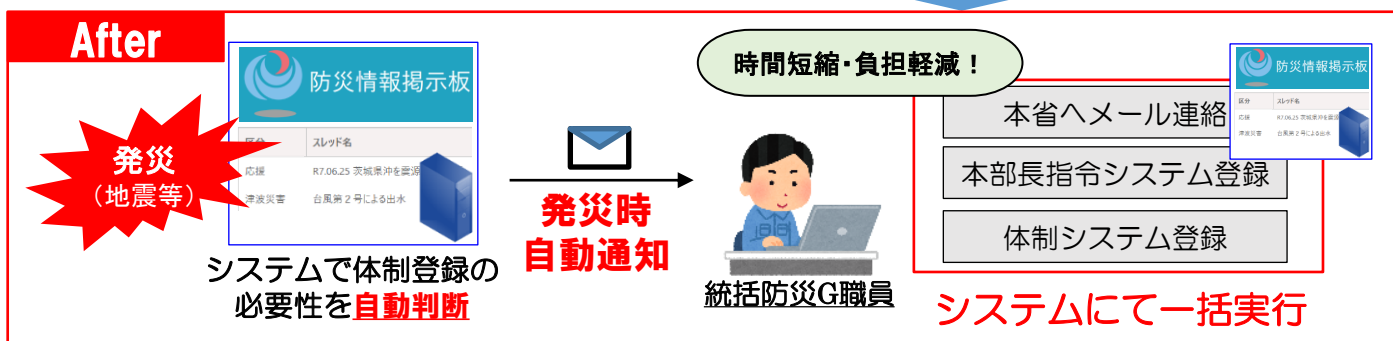 After
発災
(地震等)
防災情報掲示板
区分 スレッド名
応援 R7.06.25 茨城県沖を震源
津波災害 台風第2号による出水
システムで体制登録の
必要性を自動判断
発災時
自動通知
時間短縮・負担軽減!
統括防災G職員
本省へメール連絡
本部長指令システム登録
体制システム登録
防災情報掲示板
区分 スレッド名
応援 R7.06.25 茨城県沖を震源
津波災害 台風第2号による出水
システムにて一括実行